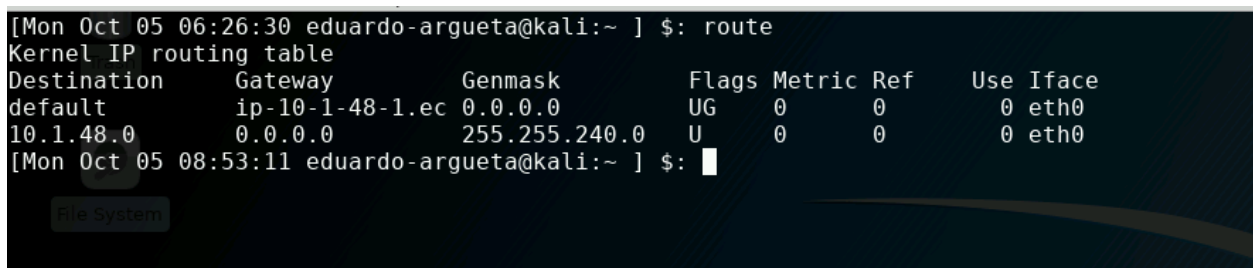 [Mon Oct 05 06:26:30 eduardo-argueta@kali:~ ] $: route
Kernel IP routing table
Destination     Gateway         Genmask         Flags Metric Ref    Use Iface
default         ip-10-1-48-1.ec 0.0.0.0         UG    0      0        0 eth0
10.1.48.0       0.0.0.0         255.255.240.0   U     0      0        0 eth0
[Mon Oct 05 08:53:11 eduardo-argueta@kali:~ ] $:
File System